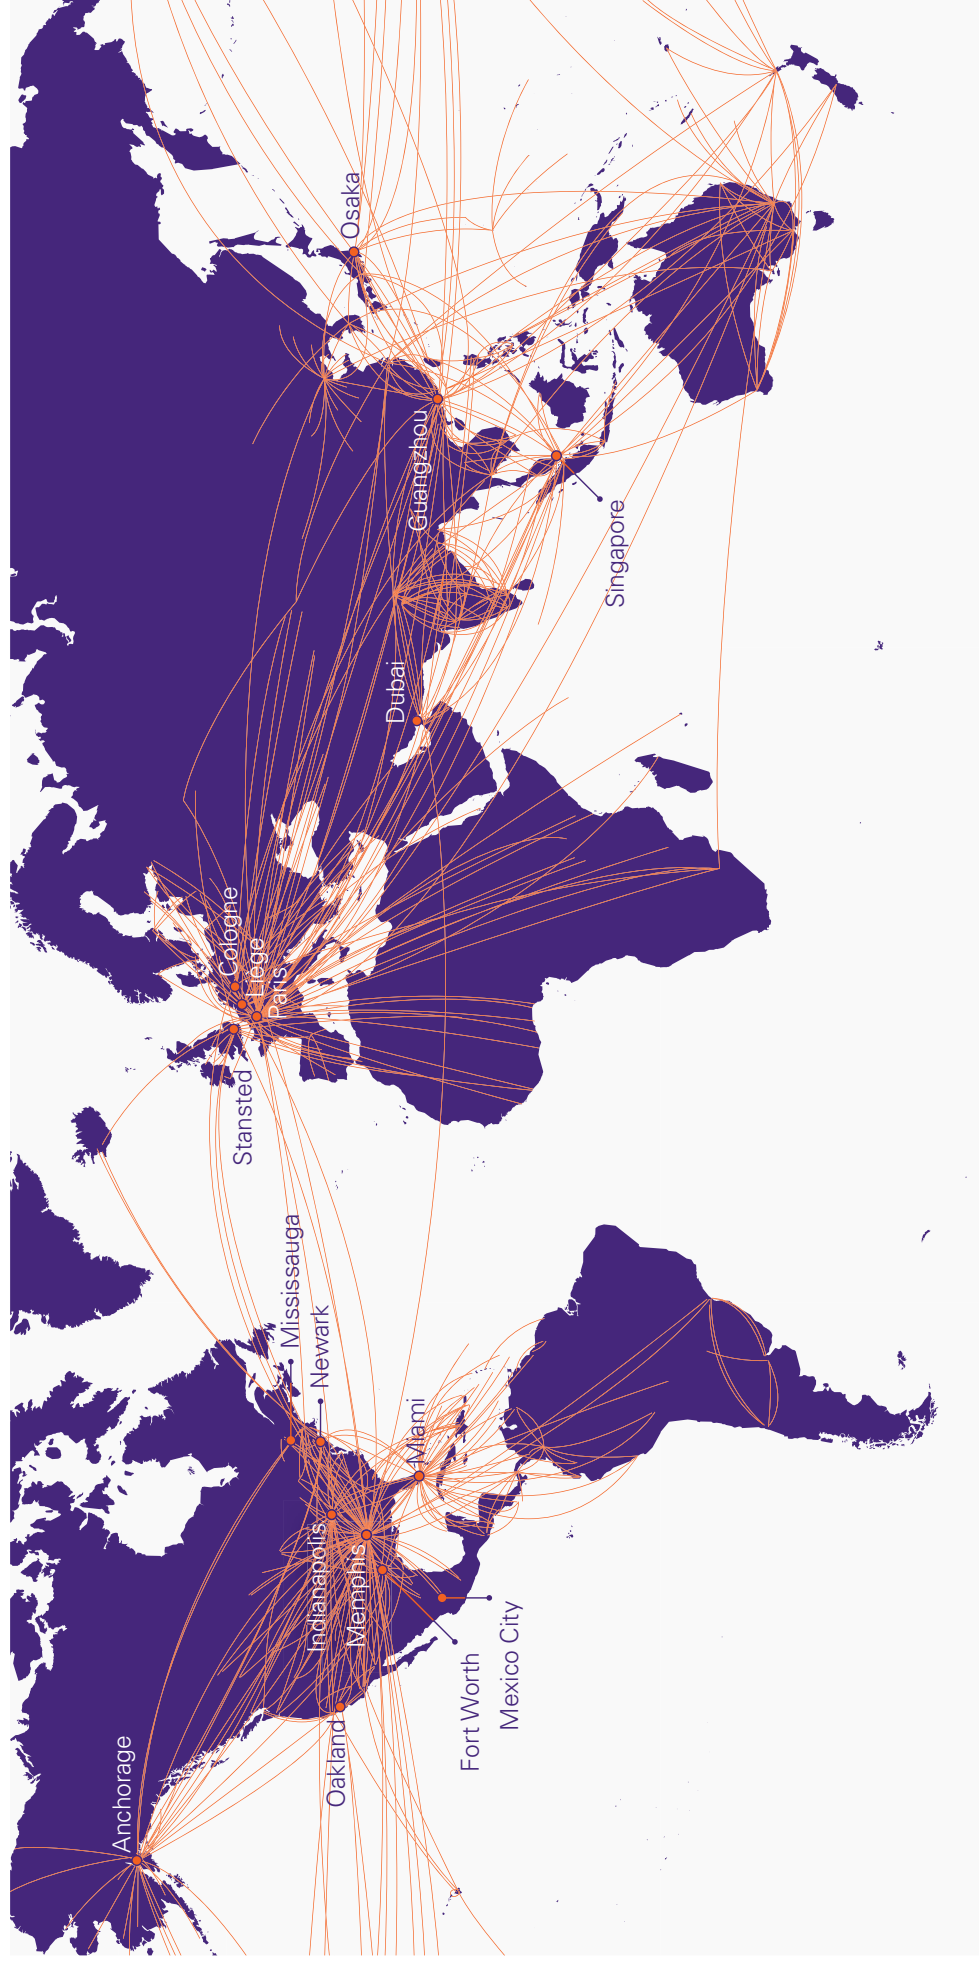 Anchorage
Oakland
Fort Worth
Mexico City
Memphis
Indianapolis
Miami
Newark
Mississauga
Stansted
Paris
Liege
Cologne
Dubai
Singapore
Guangzhou
Osaka